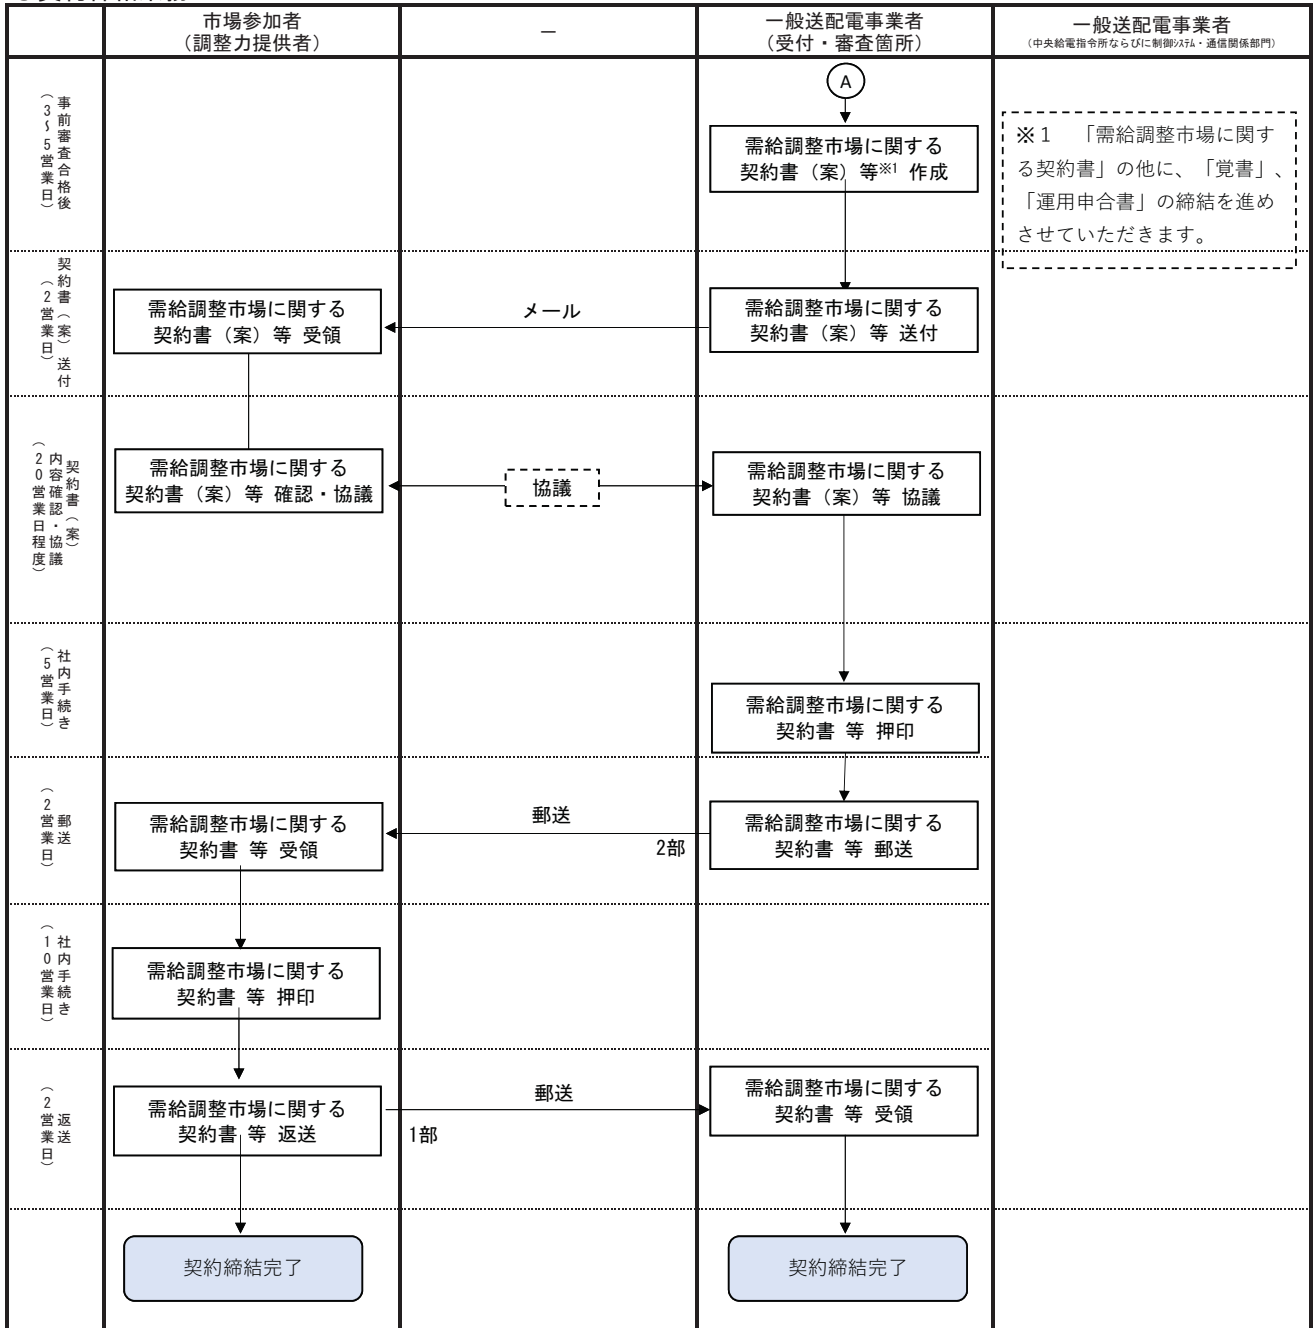 市場参加者
（調整力提供者）
－
一般送配電事業者
（受付・審査箇所）
一般送配電事業者
（中央給電指令所ならびに制御ｼｽﾃﾑ・通信関係部門）
事前審査合格後
（3～5営業日）
A
需給調整市場に関する
契約書（案）等※1 作成
※１　「需給調整市場に関す
る契約書」の他に、「覚書」、
「運用申合書」の締結を進め
させていただきます。
契約書（案）送付
（2営業日）
需給調整市場に関する
契約書（案）等 受領
メール
需給調整市場に関する
契約書（案）等 送付
契約書（案）
内容確認・協議
（20営業日程度）
需給調整市場に関する
契約書（案）等 確認・協議
協議
需給調整市場に関する
契約書（案）等 協議
社内手続き
（5営業日）
需給調整市場に関する
契約書 等 押印
郵送
（2営業日）
需給調整市場に関する
契約書 等 受領
郵送
2部
需給調整市場に関する
契約書 等 郵送
社内手続き
（10営業日）
需給調整市場に関する
契約書 等 押印
返送
（2営業日）
需給調整市場に関する
契約書 等 返送
郵送
1部
需給調整市場に関する
契約書 等 受領
契約締結完了
契約締結完了